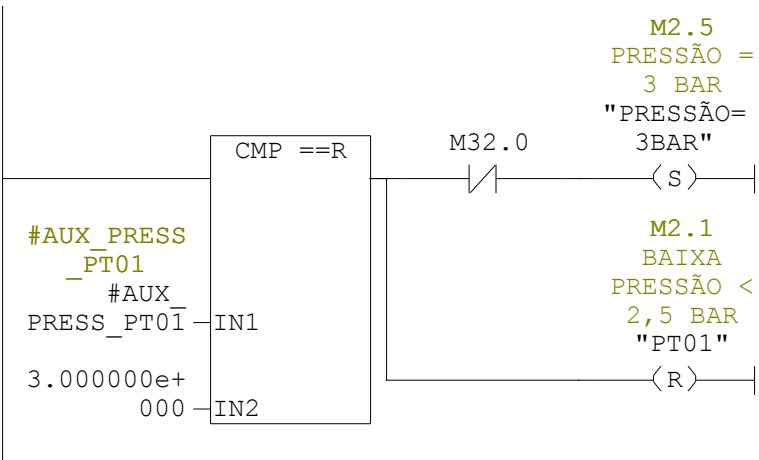 M2.5
PRESSÃO =
3 BAR
"PRESSÃO=
3BAR"
CMP ==R
M32.0
S
#AUX_PRESS
_PT01
#AUX_
PRESS_PT01
IN1
3.000000e+
000
IN2
M2.1
BAIXA
PRESSÃO <
2,5 BAR
"PT01"
R